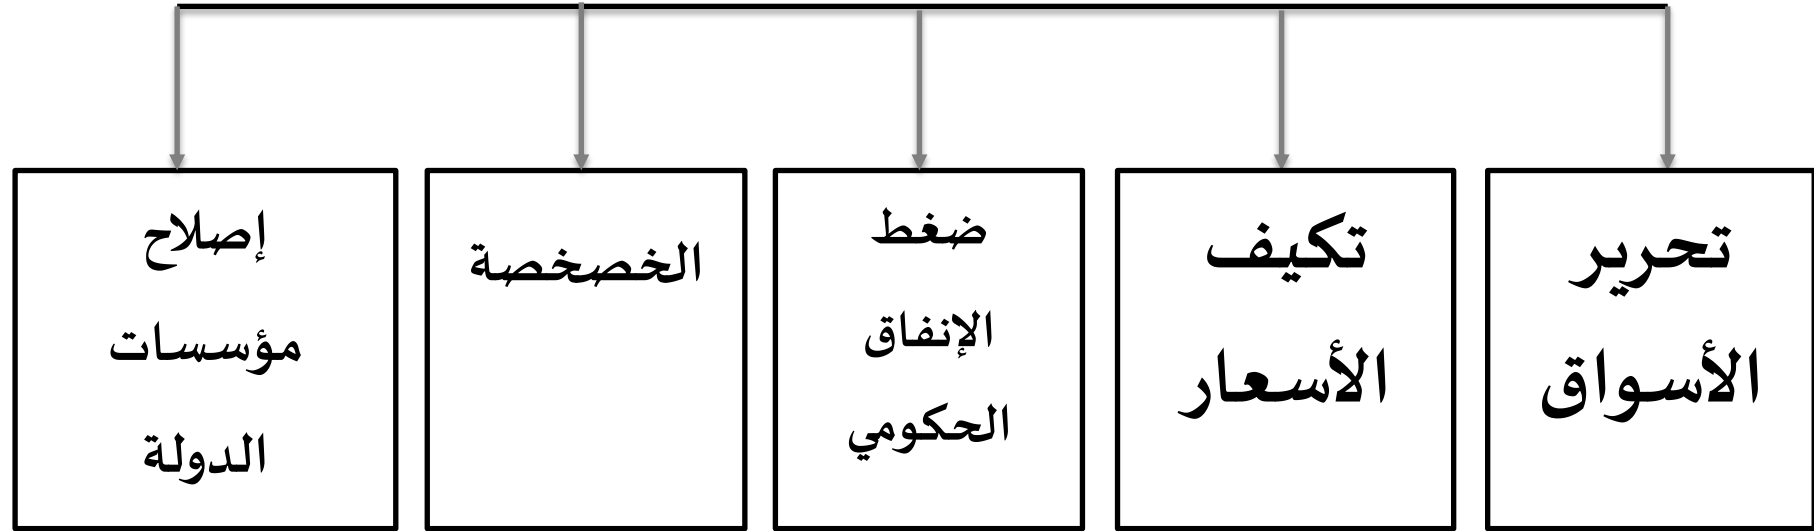 تحرير
الأسواق
تكيف
الأسعار
ضغط
الإنفاق
الحكومي
الخصخصة
إصلاح
مؤسسات
الدولة